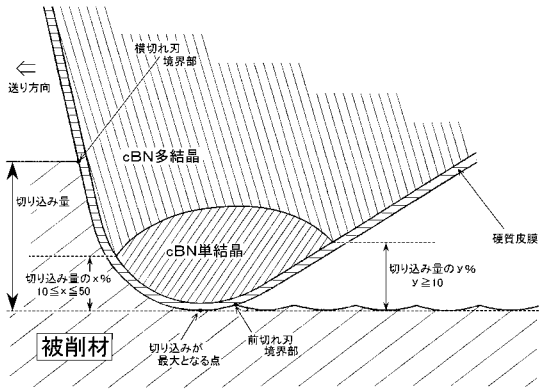 横切れ刃
境界部
⇐
送り方向
cBN多結晶
切り込み量
硬質皮膜
cBN単結晶
切り込み量のx%
10≦x≦50
切り込み量のy%
y≧10
被削材
切り込みが
最大となる点
前切れ刃
境界部